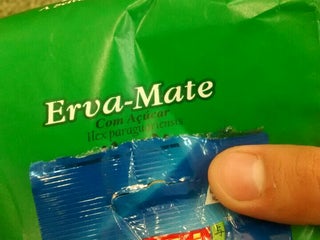 Erva-Mate
Com Açúcar
Ilex paraguariensis